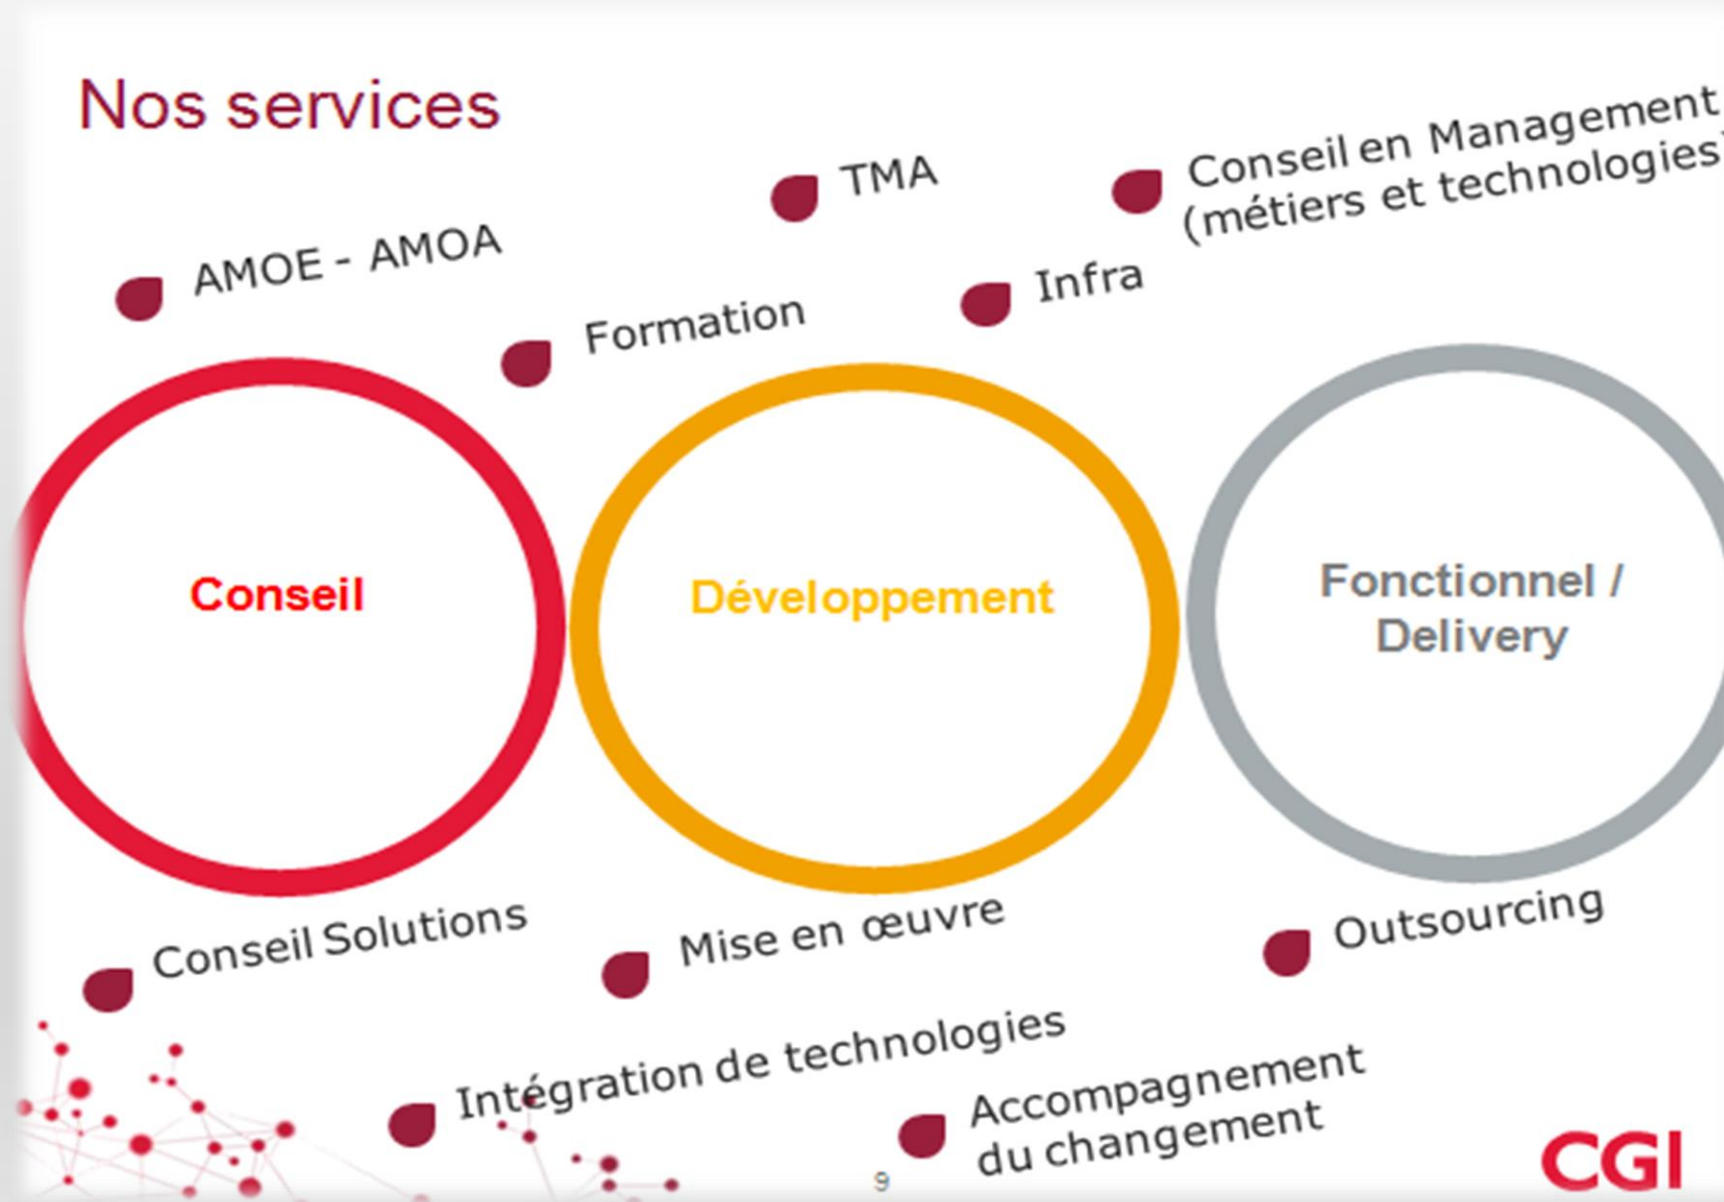 Nos services
TMA
Conseil en Management
(métiers et technologies)
AMOE - AMOA
Formation
Infra
Conseil
Développement
Fonctionnel /
Delivery
Conseil Solutions
Mise en œuvre
Outsourcing
Intégration de technologies
Accompagnement
du changement
9
CGI